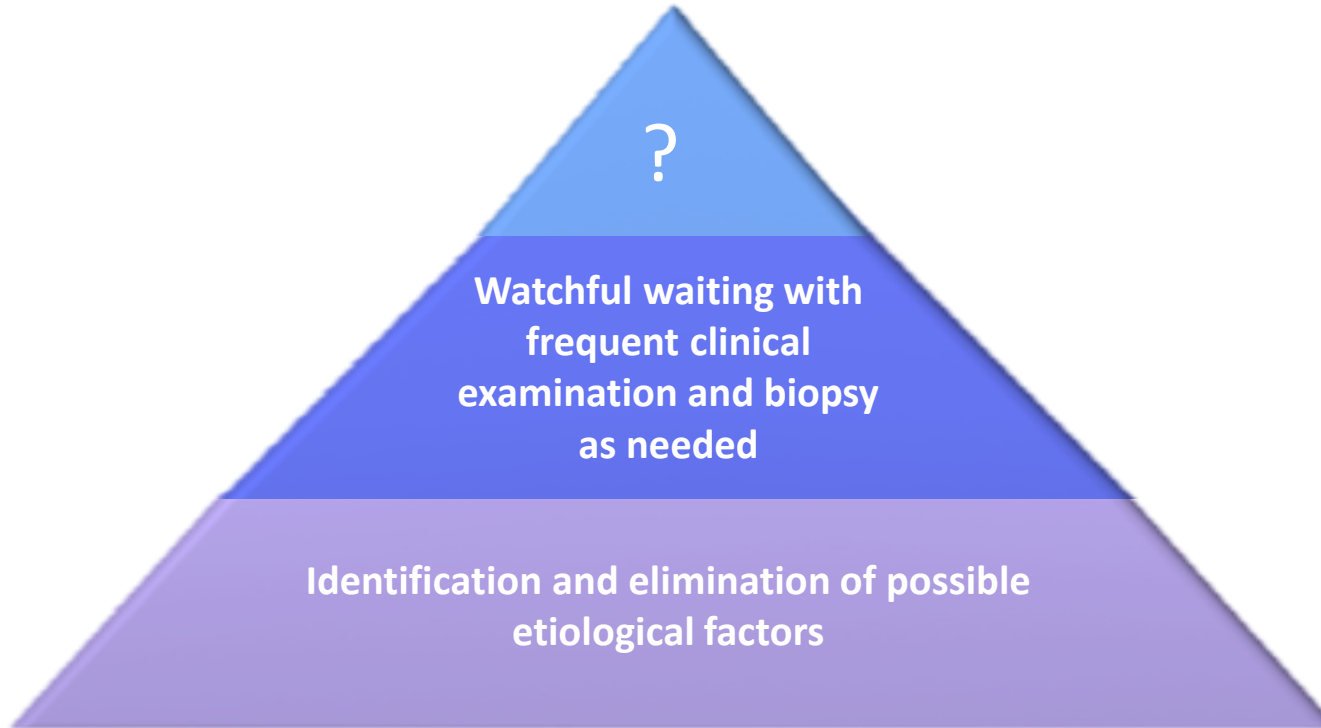 ?
Watchful waiting with
frequent clinical
examination and biopsy
as needed
Identification and elimination of possible
etiological factors